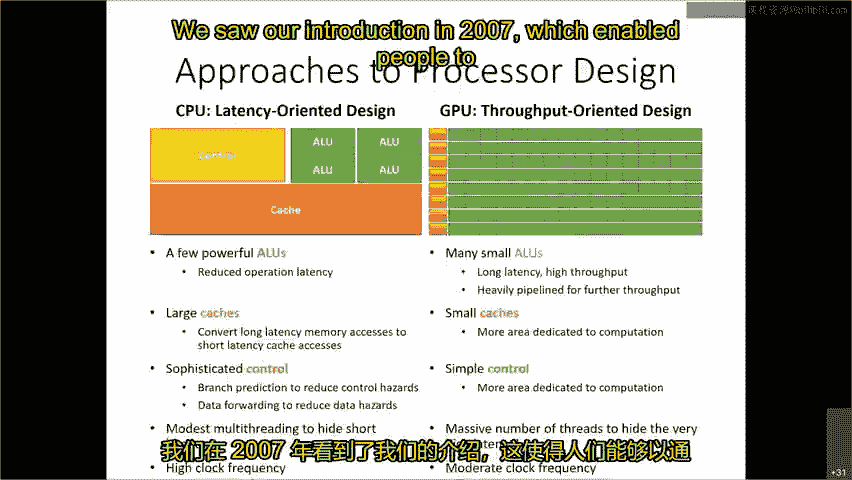 We saw our introduction in 2007, which enabled
people to
Approaches to Processor Design
CPU: Latency-Oriented Design
Control
ALU
ALU
ALU
ALU
Cache
• A few powerful ALUs
• Reduced operation latency
• Large caches
• Convert long latency memory accesses to
short latency cache accesses
• Sophisticated control
• Branch prediction to reduce control hazards
• Data forwarding to reduce data hazards
• Modest multithreading to hide short
• High clock frequency
GPU: Throughput-Oriented Design
• Many small ALUs
• Long latency, high throughput
• Heavily pipelined for further throughput
• Small caches
• More area dedicated to computation
• Simple control
• More area dedicated to computation
• Massive number of threads to hide the very
• Moderate clock frequency
我们在 2007 年看到了我们的介绍，这使得人们能够以通
+31